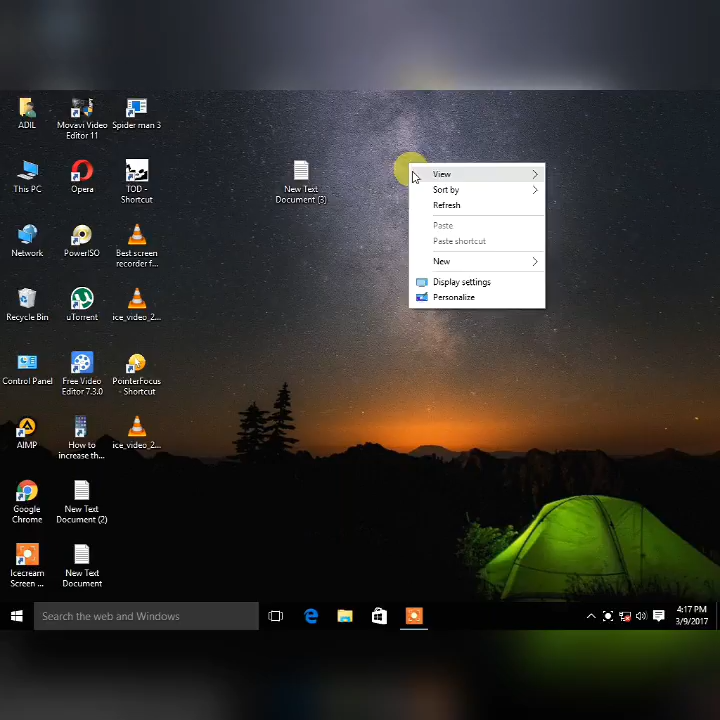 ADIL
Movavi Video
Editor 11
Spider man 3
This PC
Opera
TOD -
Shortcut
New Text
Document (3)
Network
PowerISO
Best screen
recorder f...
Recycle Bin
uTorrent
ice_video_2...
Control Panel
Free Video
Editor 7.3.0
PointerFocus
- Shortcut
AIMP
How to
increase th...
ice_video_2...
Google
Chrome
New Text
Document (2)
Icecream
Screen ...
New Text
Document
View
Sort by
Refresh
Paste
Paste shortcut
New
Display settings
Personalize
Search the web and Windows
4:17 PM
3/9/2017